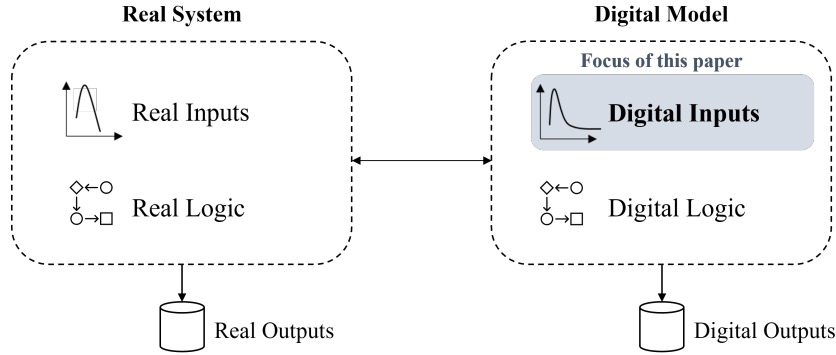 Real System
Digital Model
Focus of this paper
Real Inputs
Digital Inputs
Real Logic
Digital Logic
Real Outputs
Digital Outputs